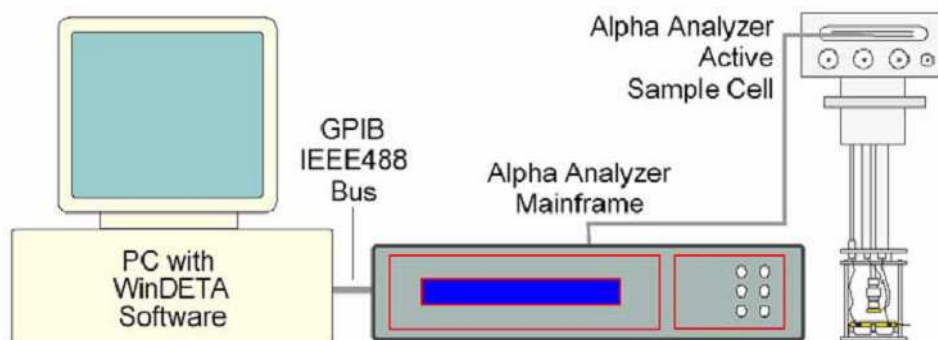 Alpha Analyzer
Active
Sample Cell
GPIB
IEEE488
Bus
Alpha Analyzer
Mainframe
PC with
WinDETA
Software